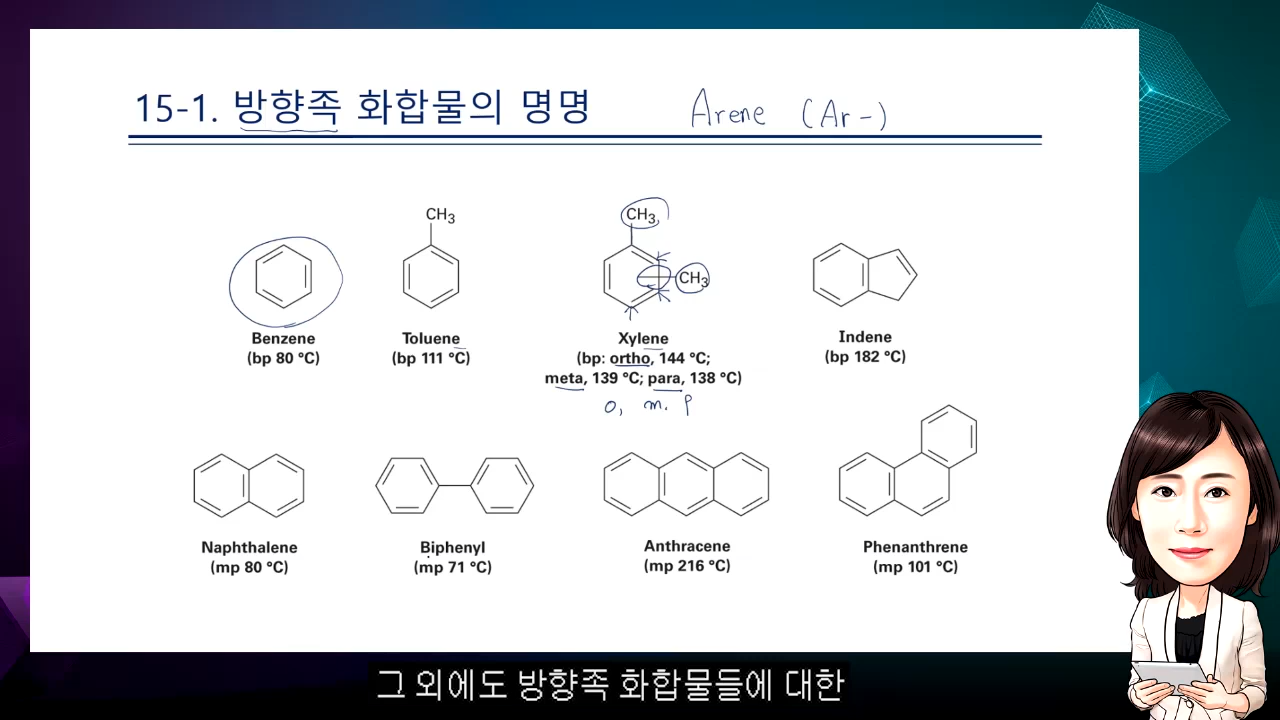 15-1. 방향족 화합물의 명명 Arene (Ar-)
CH3
CH3
CH3
Benzene
(bp 80 °C)
Toluene
(bp 111 °C)
Xylene
(bp: ortho, 144 °C;
meta, 139 °C; para, 138 °C)
o, m. p
Indene
(bp 182 °C)
Naphthalene
(mp 80 °C)
Biphenyl
(mp 71 °C)
Anthracene
(mp 216 °C)
Phenanthrene
(mp 101 °C)
그 외에도 방향족 화합물들에 대한